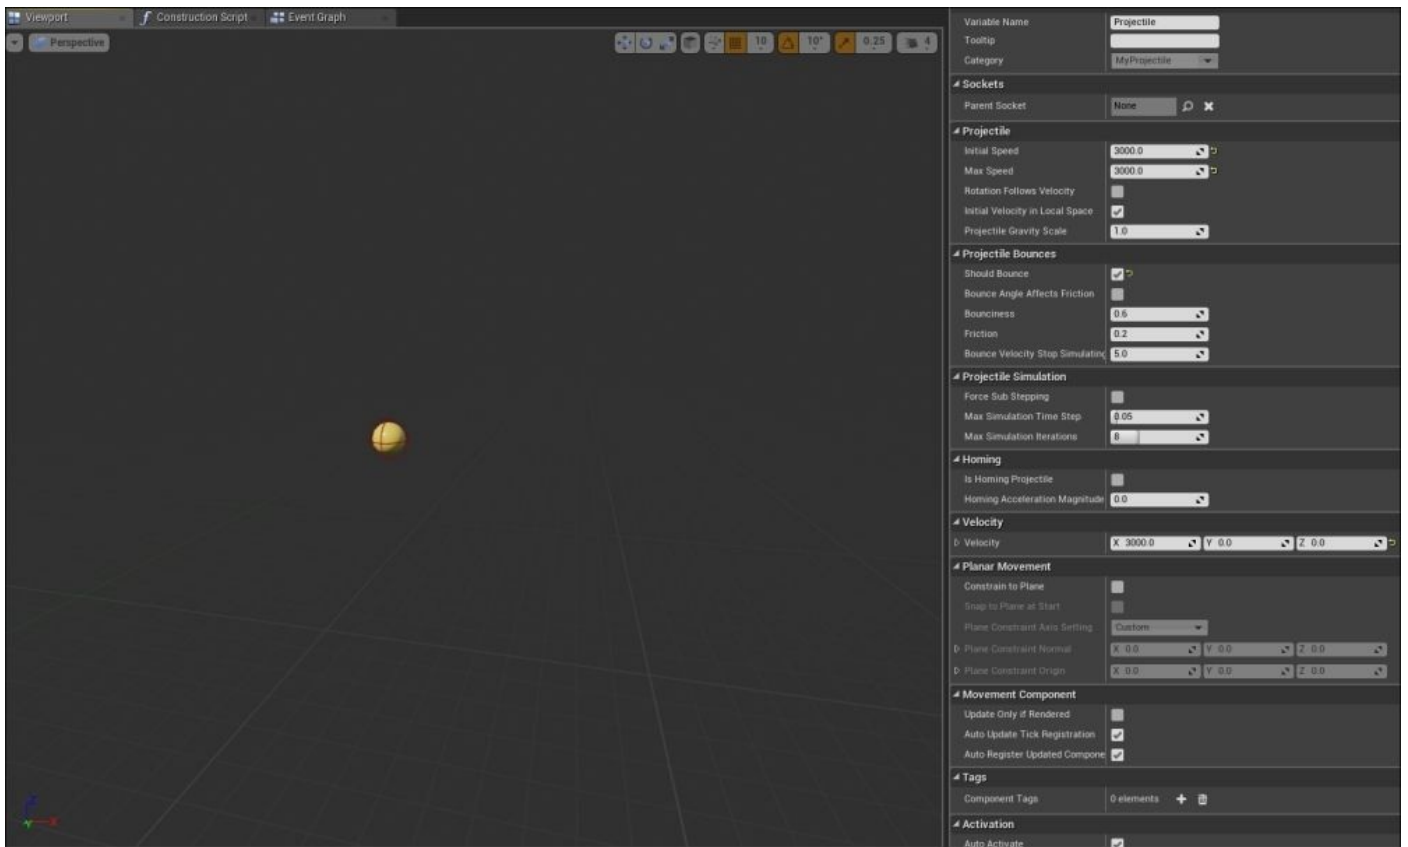 Viewport
Construction Script
Event Graph
Perspective
10
10°
0.25
4
Variable Name Projectile
Tooltip
Category MyProjectile
Sockets
Parent Socket None
Projectile
Initial Speed 3000.0
Max Speed 3000.0
Rotation Follows Velocity
Initial Velocity in Local Space
Projectile Gravity Scale 1.0
Projectile Bounces
Should Bounce
Bounce Angle Affects Friction
Bounciness 0.6
Friction 0.2
Bounce Velocity Stop Simulating 5.0
Projectile Simulation
Force Sub Stepping
Max Simulation Time Step 0.05
Max Simulation Iterations 8
Homing
Is Homing Projectile
Homing Acceleration Magnitude 0.0
Velocity
Velocity X 3000.0 Y 0.0 Z 0.0
Planar Movement
Constrain to Plane
Snap to Plane at Start
Plane Constraint Axis Setting Custom
Plane Constraint Normal X 0.0 Y 0.0 Z 0.0
Plane Constraint Origin X 0.0 Y 0.0 Z 0.0
Movement Component
Update Only if Rendered
Auto Update Tick Registration
Auto Register Updated Compone
Tags
Component Tags 0 elements
Activation
Auto Activate
Z
Y X